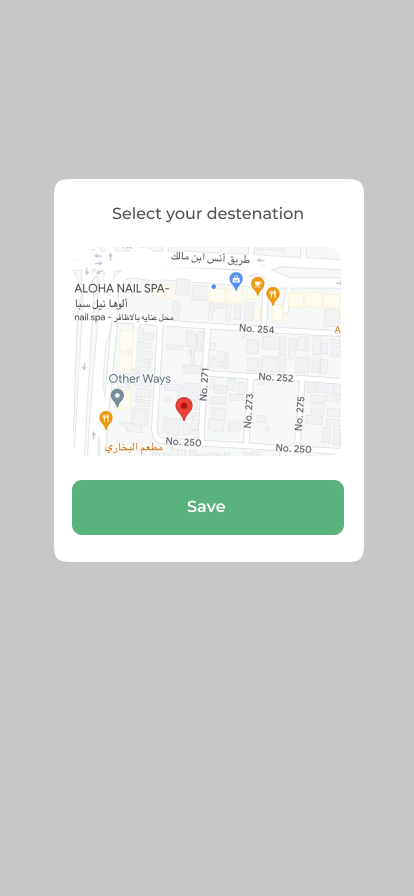 Select your destenation
طريق أنس ابن مالك
ALOHA NAIL SPA-
ألوها نيل سبا
nail spa - محل عنايه بالاظافر
No. 254
A
Other Ways
No. 271
No. 252
No. 273
No. 275
No. 250
No. 250
مطعم البخاري
Save